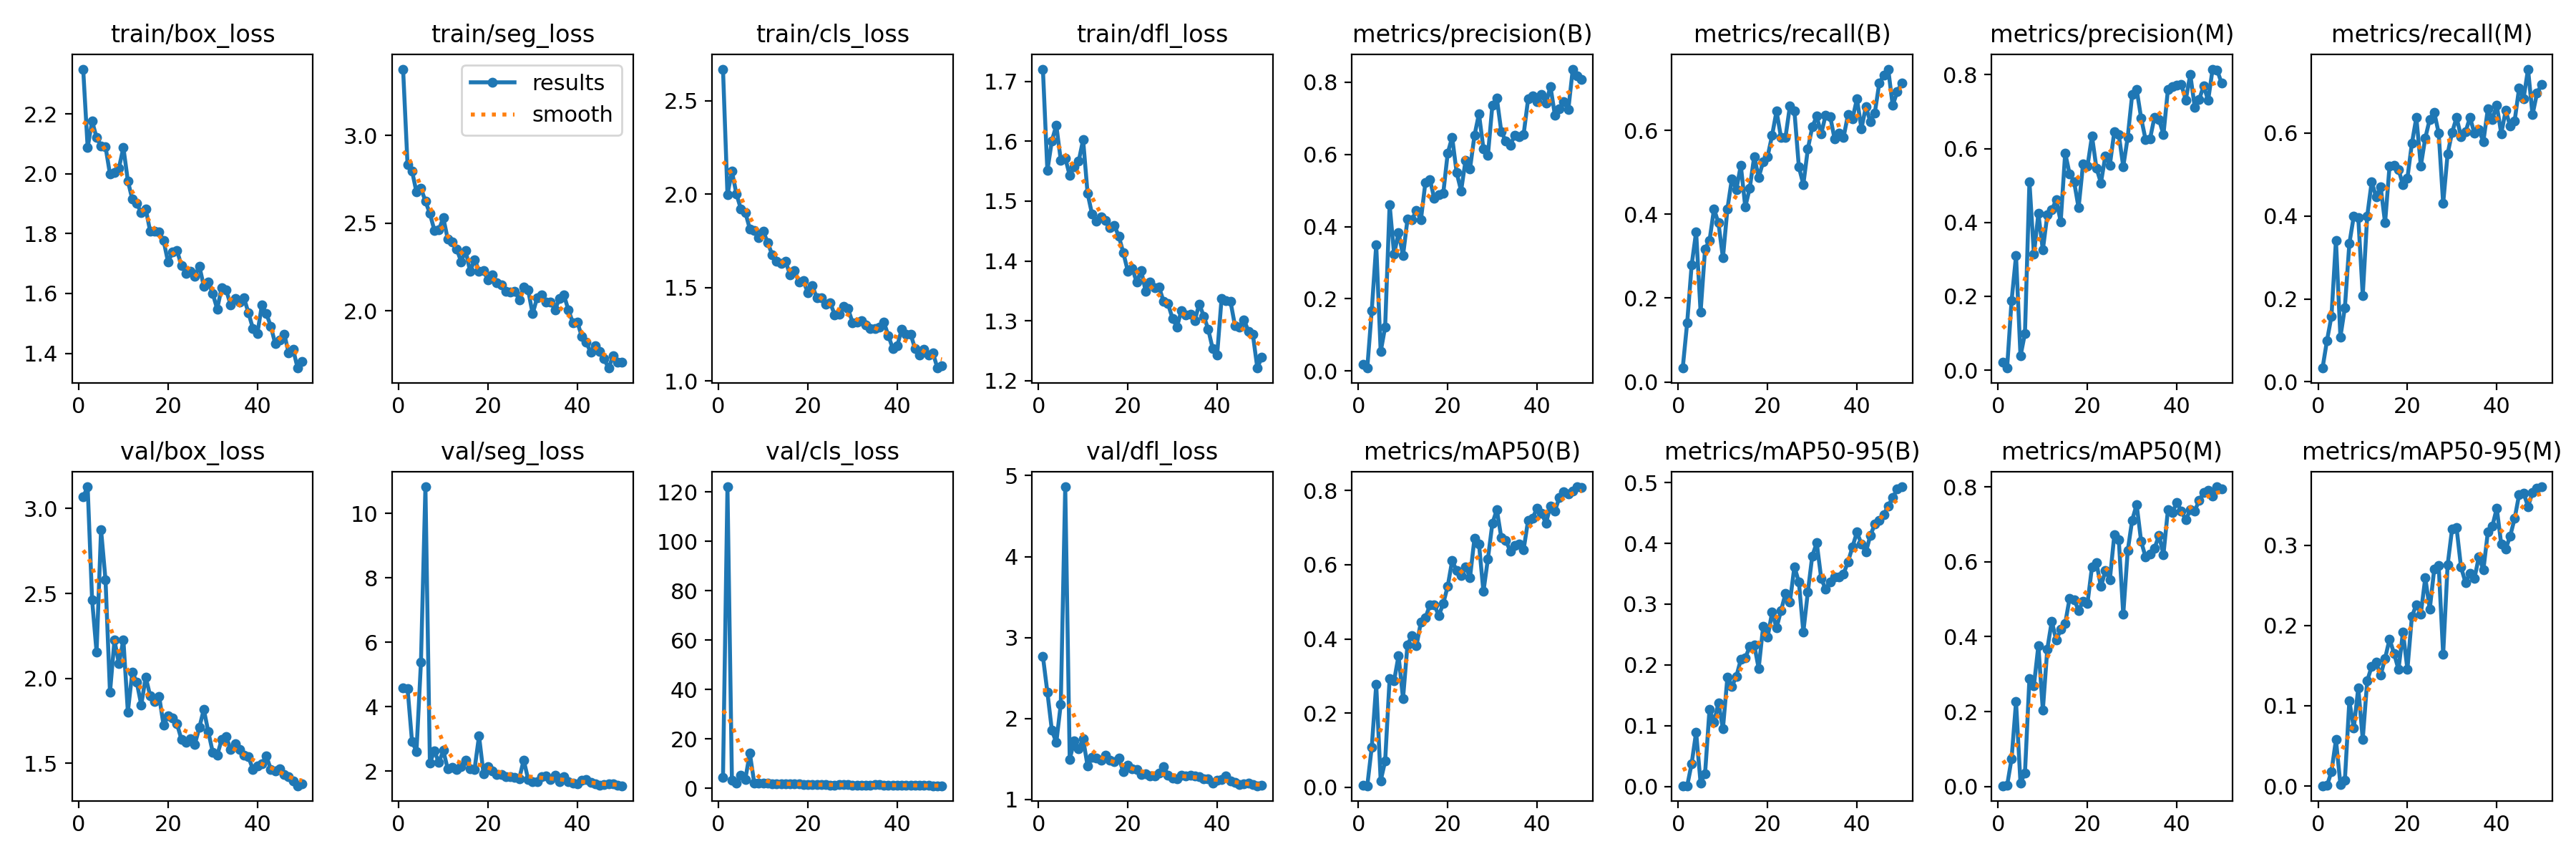 train/box_loss
train/seg_loss
train/cls_loss
train/dfl_loss
metrics/precision(B)
metrics/recall(B)
metrics/precision(M)
metrics/recall(M)
2.2
2.0
1.8
1.6
1.4
0 20 40
results
smooth
3.0
2.5
2.0
0 20 40
2.5
2.0
1.5
1.0
0 20 40
1.7
1.6
1.5
1.4
1.3
1.2
0 20 40
0.8
0.6
0.4
0.2
0.0
0 20 40
0.6
0.4
0.2
0.0
0 20 40
0.8
0.6
0.4
0.2
0.0
0 20 40
0.6
0.4
0.2
0.0
0 20 40
val/box_loss
val/seg_loss
val/cls_loss
val/dfl_loss
metrics/mAP50(B)
metrics/mAP50-95(B)
metrics/mAP50(M)
metrics/mAP50-95(M)
3.0
2.5
2.0
1.5
0 20 40
10
8
6
4
2
0 20 40
120
100
80
60
40
20
0
0 20 40
5
4
3
2
1
0 20 40
0.8
0.6
0.4
0.2
0.0
0 20 40
0.5
0.4
0.3
0.2
0.1
0.0
0 20 40
0.8
0.6
0.4
0.2
0.0
0 20 40
0.3
0.2
0.1
0.0
0 20 40